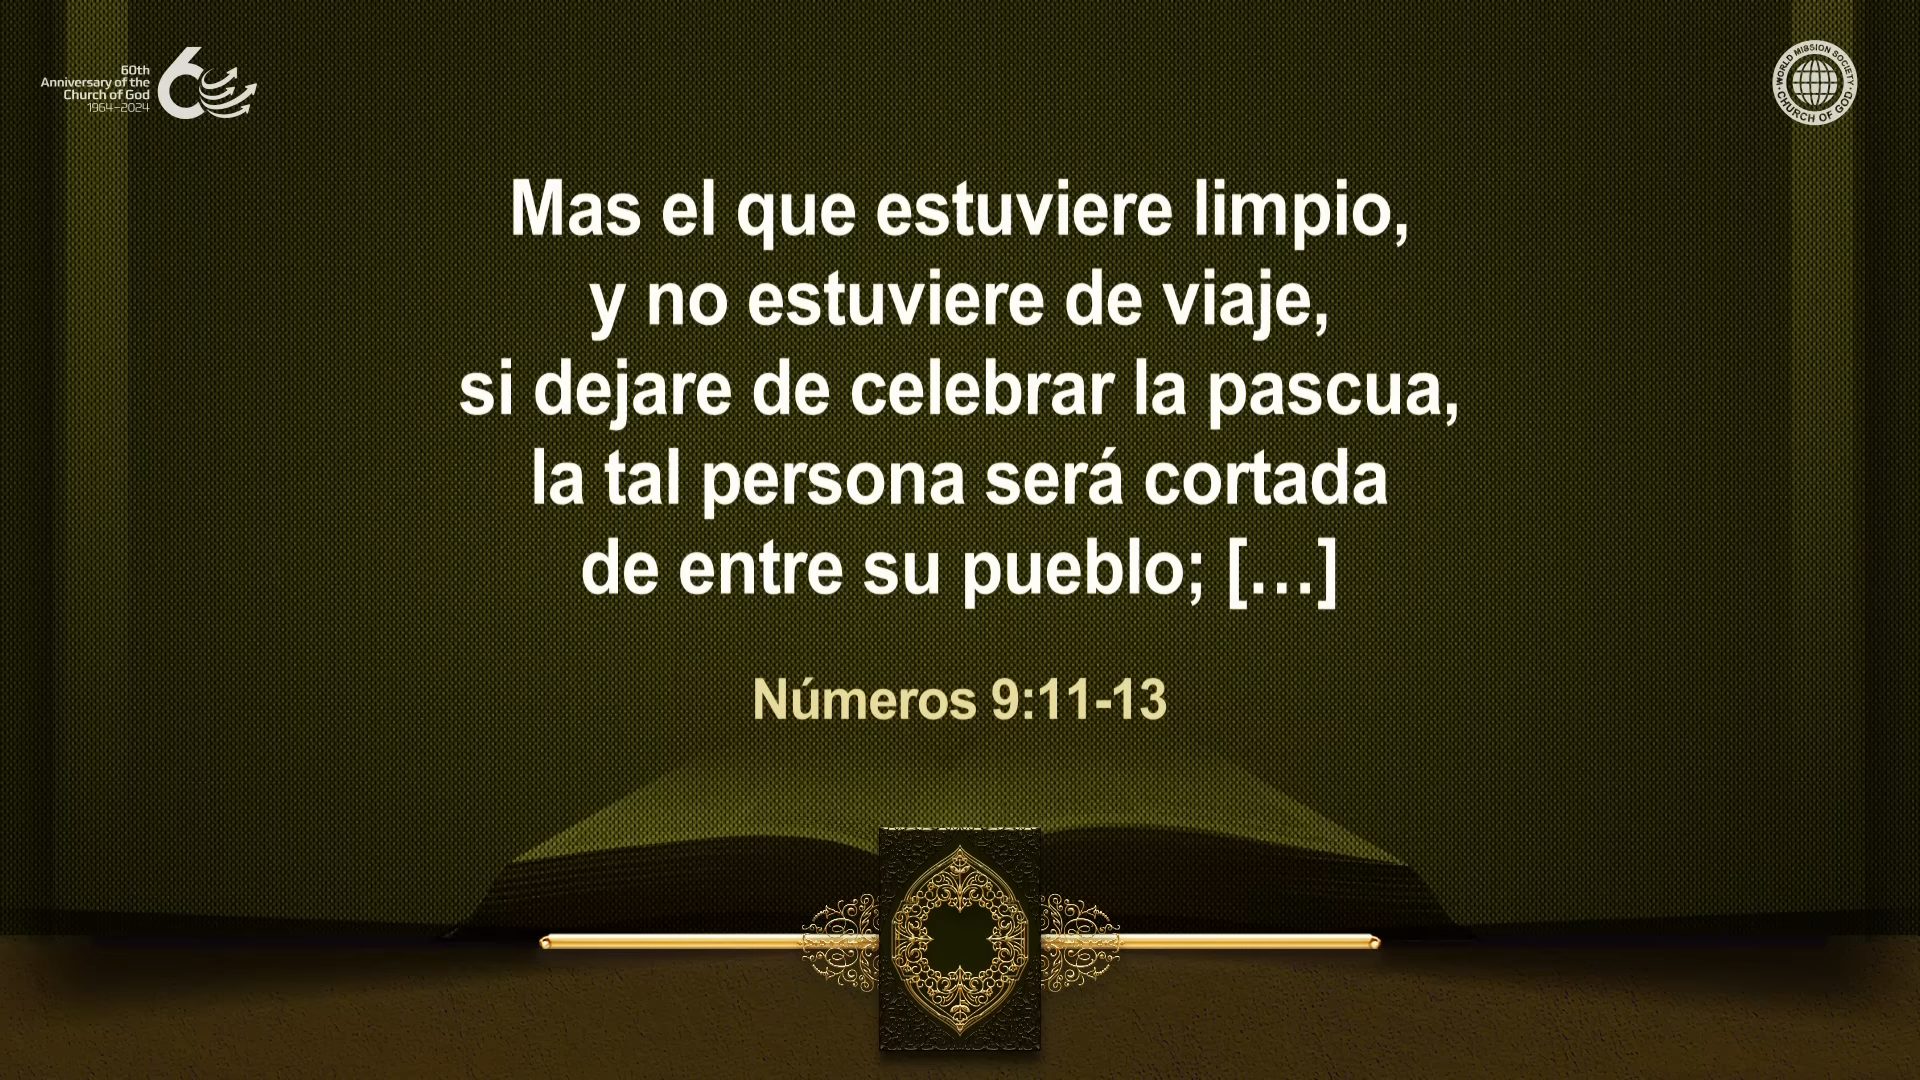 60th
Anniversary of the
Church of God
1964–2024
WORLD MISSION SOCIETY
CHURCH OF GOD
Mas el que estuviere limpio,
y no estuviere de viaje,
si dejare de celebrar la pascua,
la tal persona será cortada
de entre su pueblo; […]
Números 9:11-13